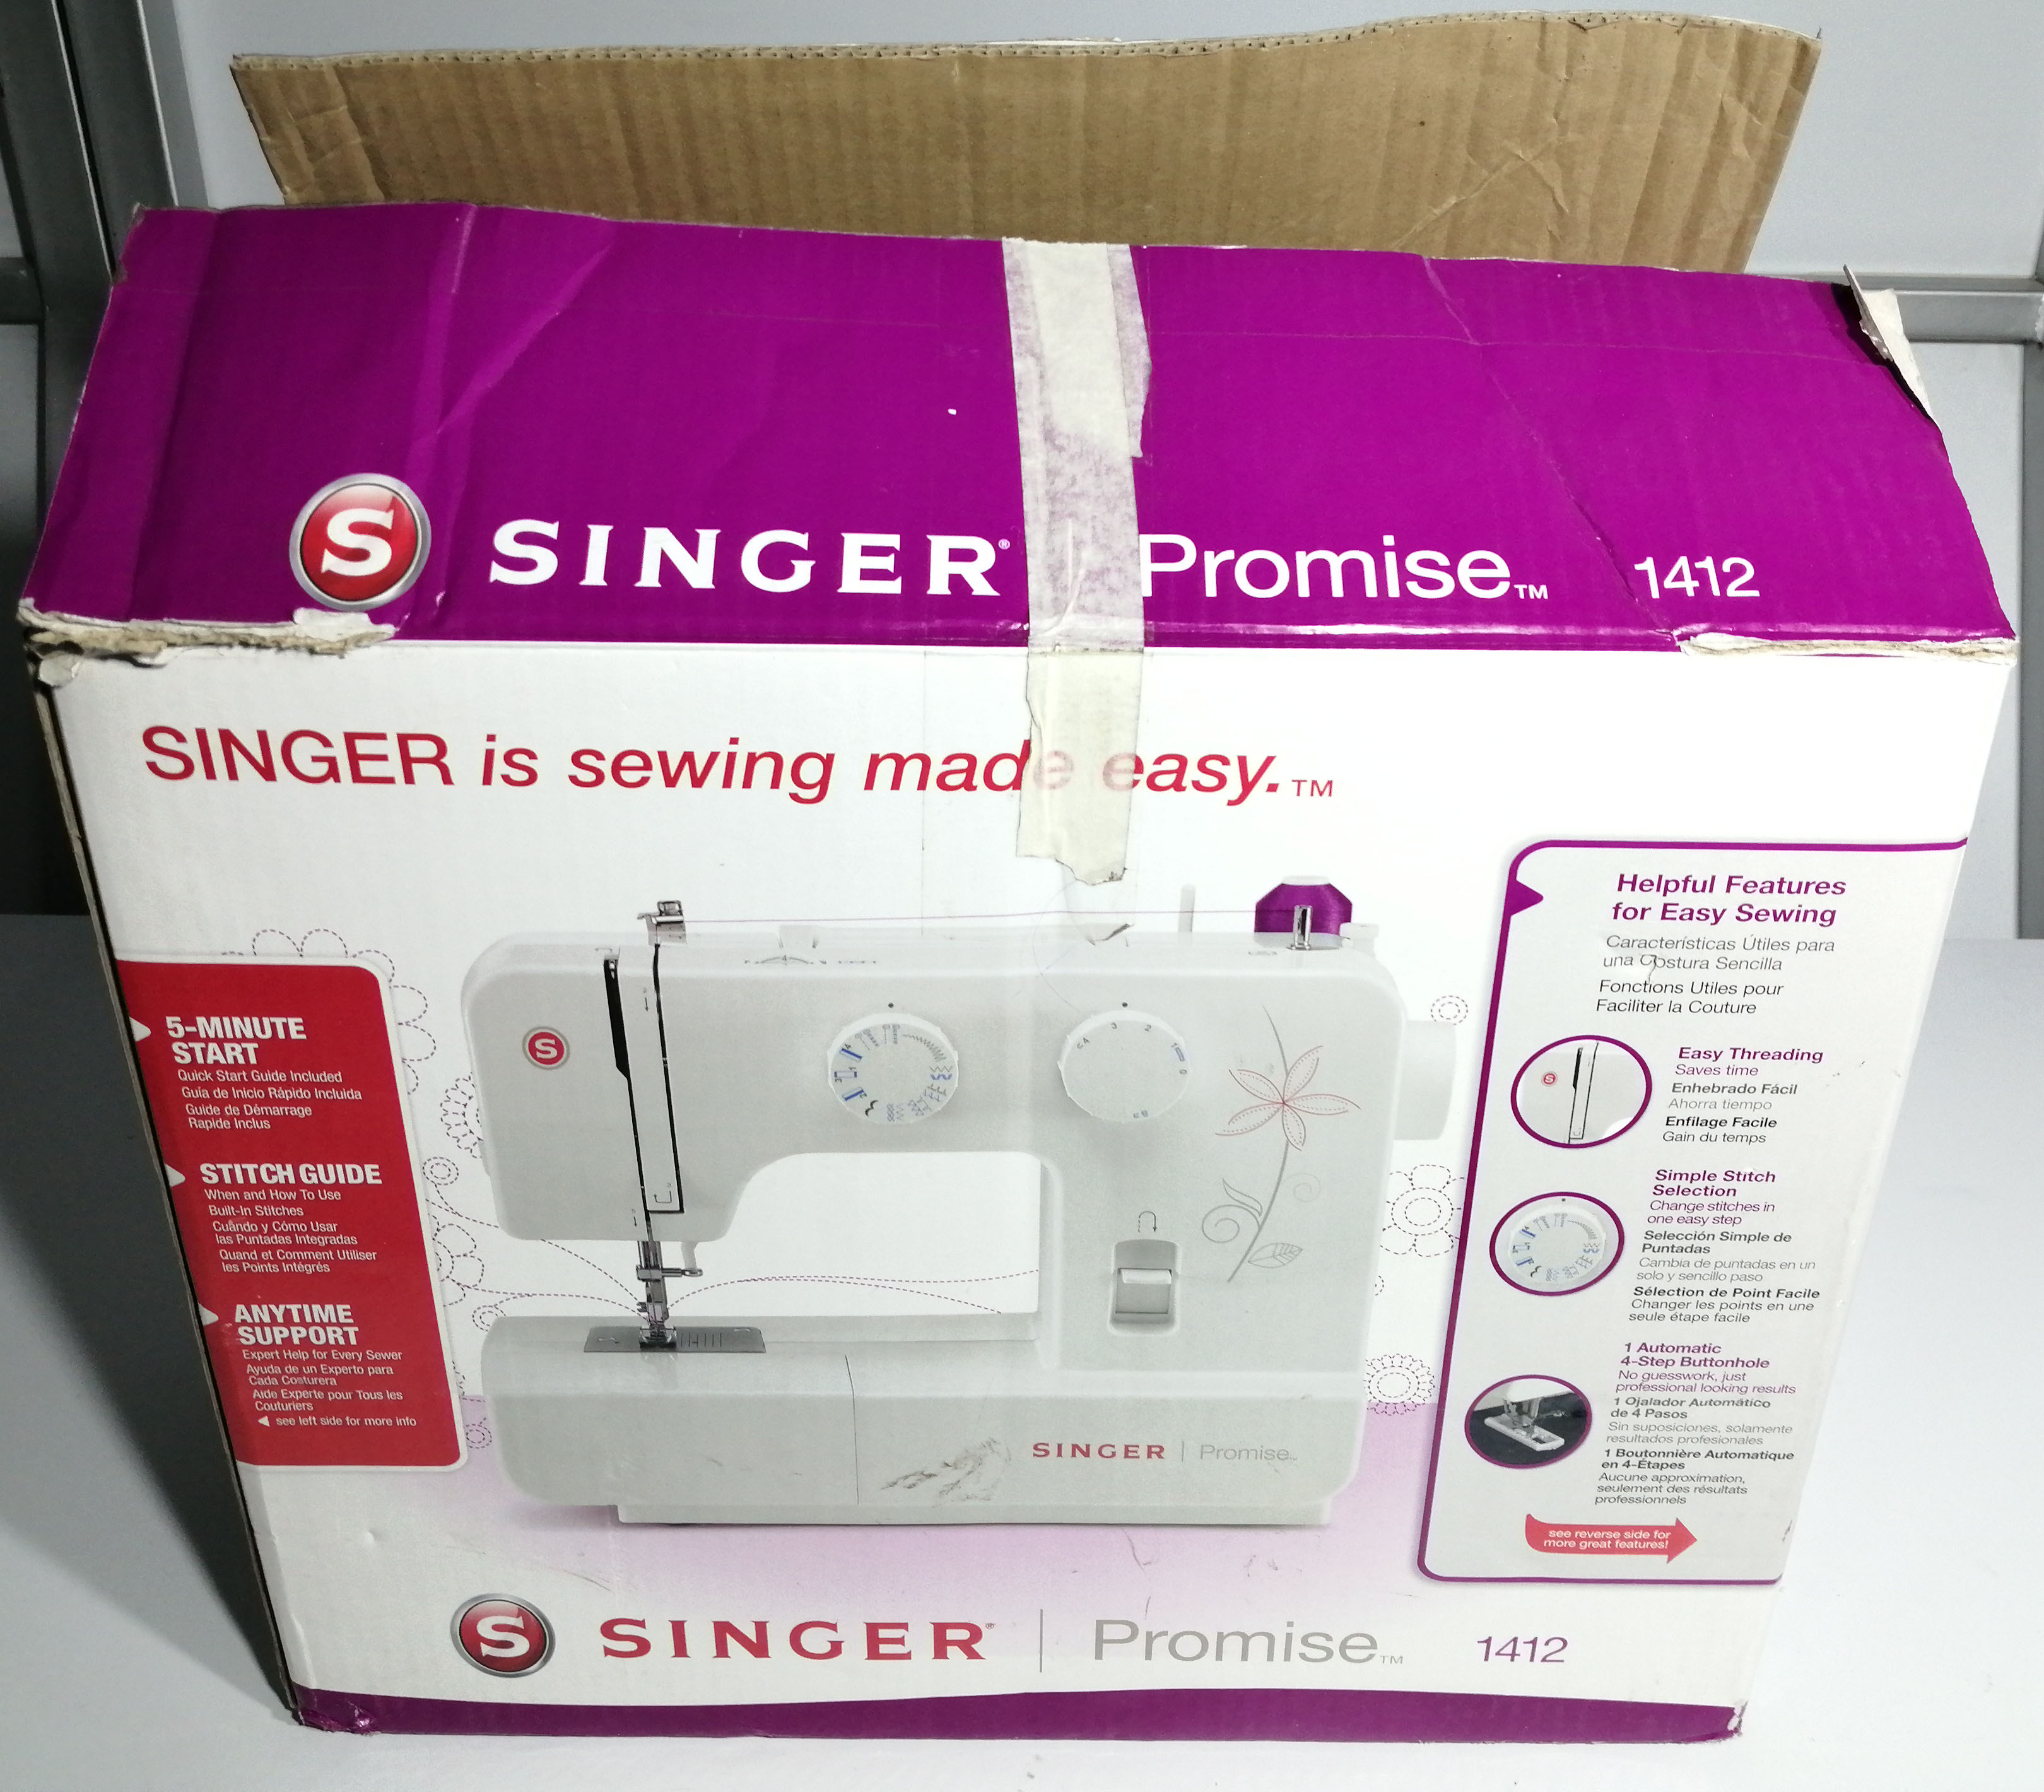 S SINGER® Promise™ 1412
SINGER is sewing made easy.™
5-MINUTE
START
Quick Start Guide Included
Guía de Inicio Rápido Incluida
Guide de Démarrage
Rapide Inclus
STITCH GUIDE
When and How To Use
Built-In Stitches
Cuándo y Cómo Usar
las Puntadas Integradas
Quand et Comment Utiliser
les Points Intégrés
ANYTIME
SUPPORT
Expert Help for Every Sewer
Ayuda de un Experto para
Cada Costurera
Aide Experte pour Tous les
Couturiers
see left side for more info
S
SINGER | Promise™
Helpful Features
for Easy Sewing
Características Útiles para
una Costura Sencilla
Fonctions Utiles pour
Faciliter la Couture
Easy Threading
Saves time
Enhebrado Fácil
Ahorra tiempo
Enfilage Facile
Gain du temps
Simple Stitch
Selection
Change stitches in
one easy step
Selección Simple de
Puntadas
Cambia de puntadas en un
solo y sencillo paso
Sélection de Point Facile
Changer les points en une
seule étape facile
1 Automatic
4-Step Buttonhole
No guesswork, just
professional looking results
1 Ojalador Automático
de 4 Pasos
Sin suposiciones, solamente
resultados profesionales
1 Boutonnière Automatique
en 4-Étapes
Aucune approximation,
seulement des résultats
professionnels
see reverse side for
more great features!
S SINGER® | Promise™ 1412